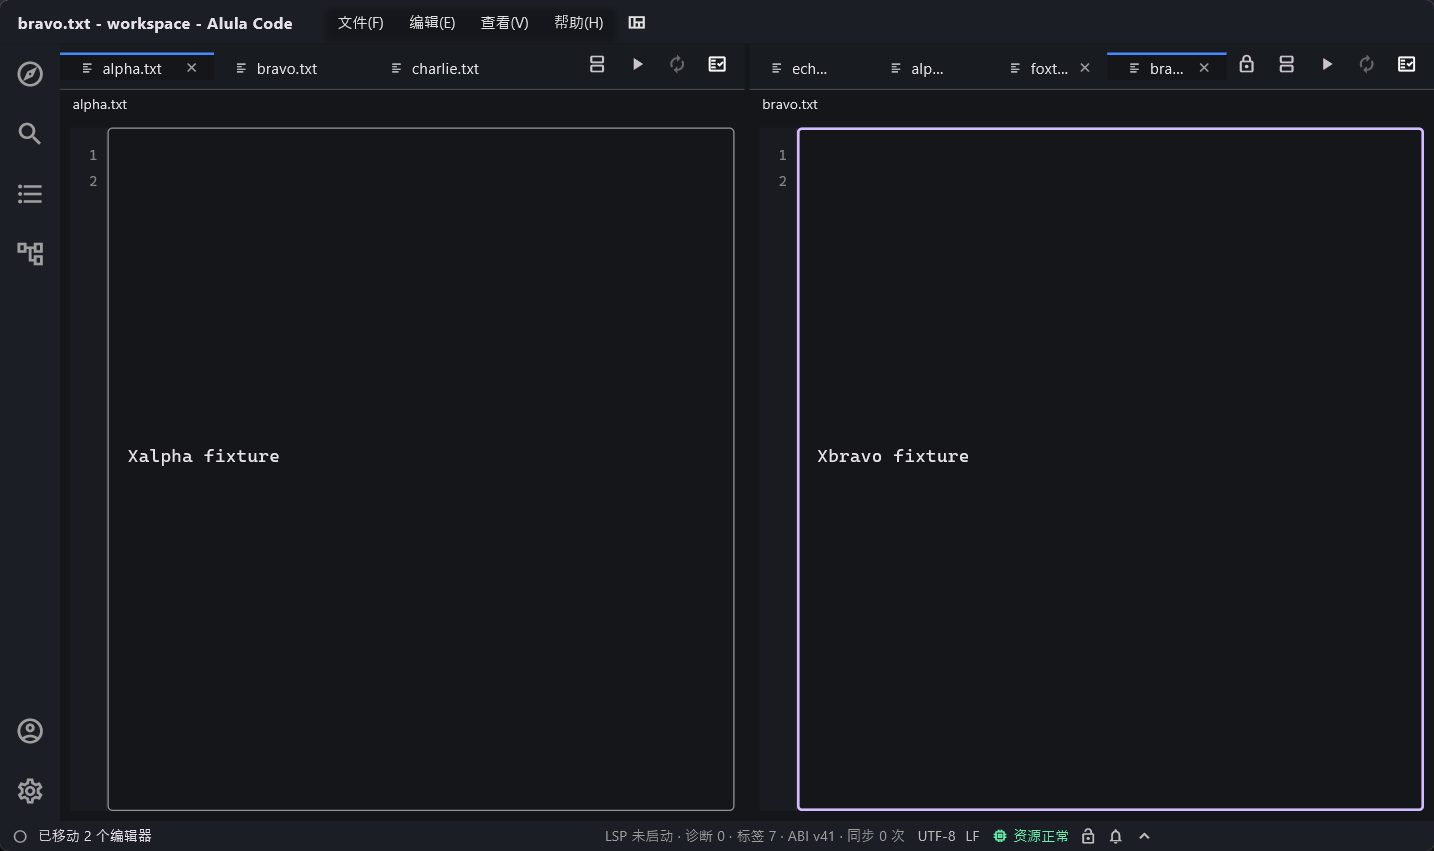 bravo.txt - workspace - Alula Code
文件(F) 编辑(E) 查看(V) 帮助(H)
alpha.txt bravo.txt charlie.txt
ech... alp... foxt... bra...
alpha.txt
bravo.txt
1
2
Xalpha fixture
1
2
Xbravo fixture
已移动 2 个编辑器
LSP 未启动 · 诊断 0 · 标签 7 · ABI v41 · 同步 0 次 UTF-8 LF 资源正常